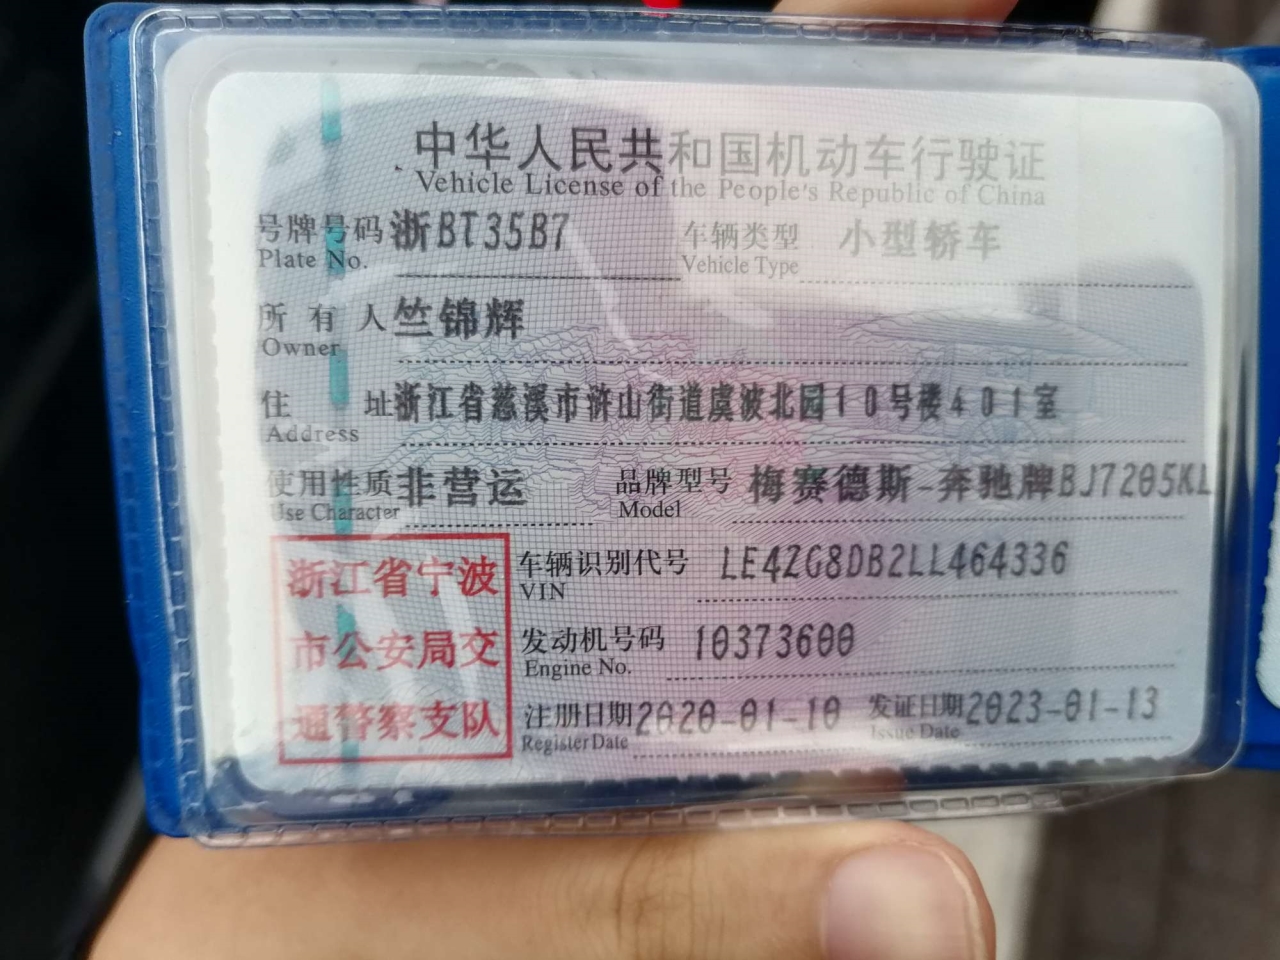 中华人民共和国机动车行驶证
Vehicle License of the People's Republic of China
号牌号码 浙BT35B7 车辆类型 小型轿车
Plate No. Vehicle Type
所有人 竺锦辉
Owner
住址 浙江省慈溪市浒山街道虞波北园10号楼401室
Address
使用性质 非营运 品牌型号 梅赛德斯-奔驰牌BJ7205KL
Use Character Model
浙江省宁波
市公安局交
通警察支队
车辆识别代号 LE4ZG8DB2LL464336
VIN
发动机号码 10373600
Engine No.
注册日期 2020-01-10 发证日期 2023-01-13
Register Date Issue Date